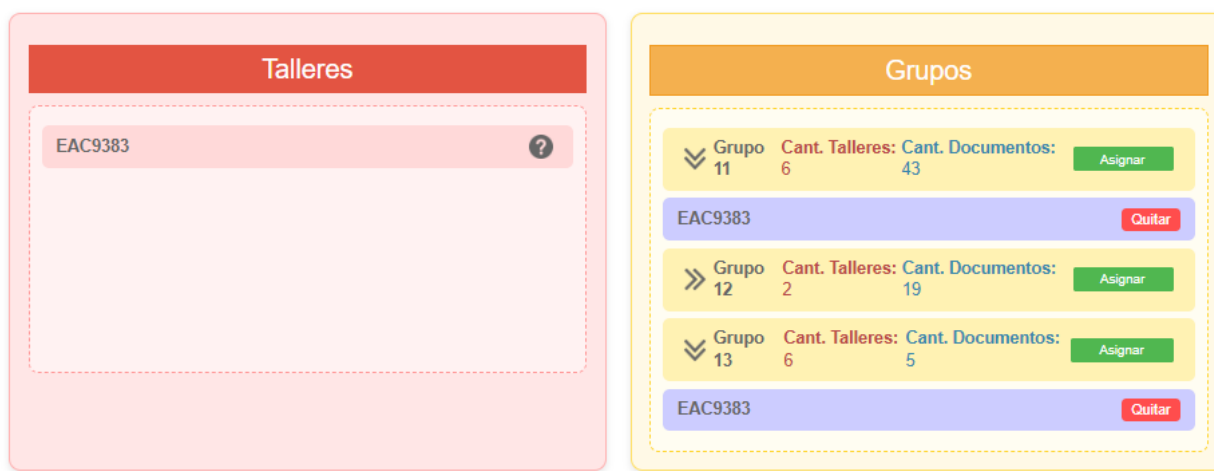 Talleres
EAC9383
Grupos
Grupo 11 Cant. Talleres: 6 Cant. Documentos: 43 Asignar
EAC9383 Quitar
Grupo 12 Cant. Talleres: 2 Cant. Documentos: 19 Asignar
Grupo 13 Cant. Talleres: 6 Cant. Documentos: 5 Asignar
EAC9383 Quitar